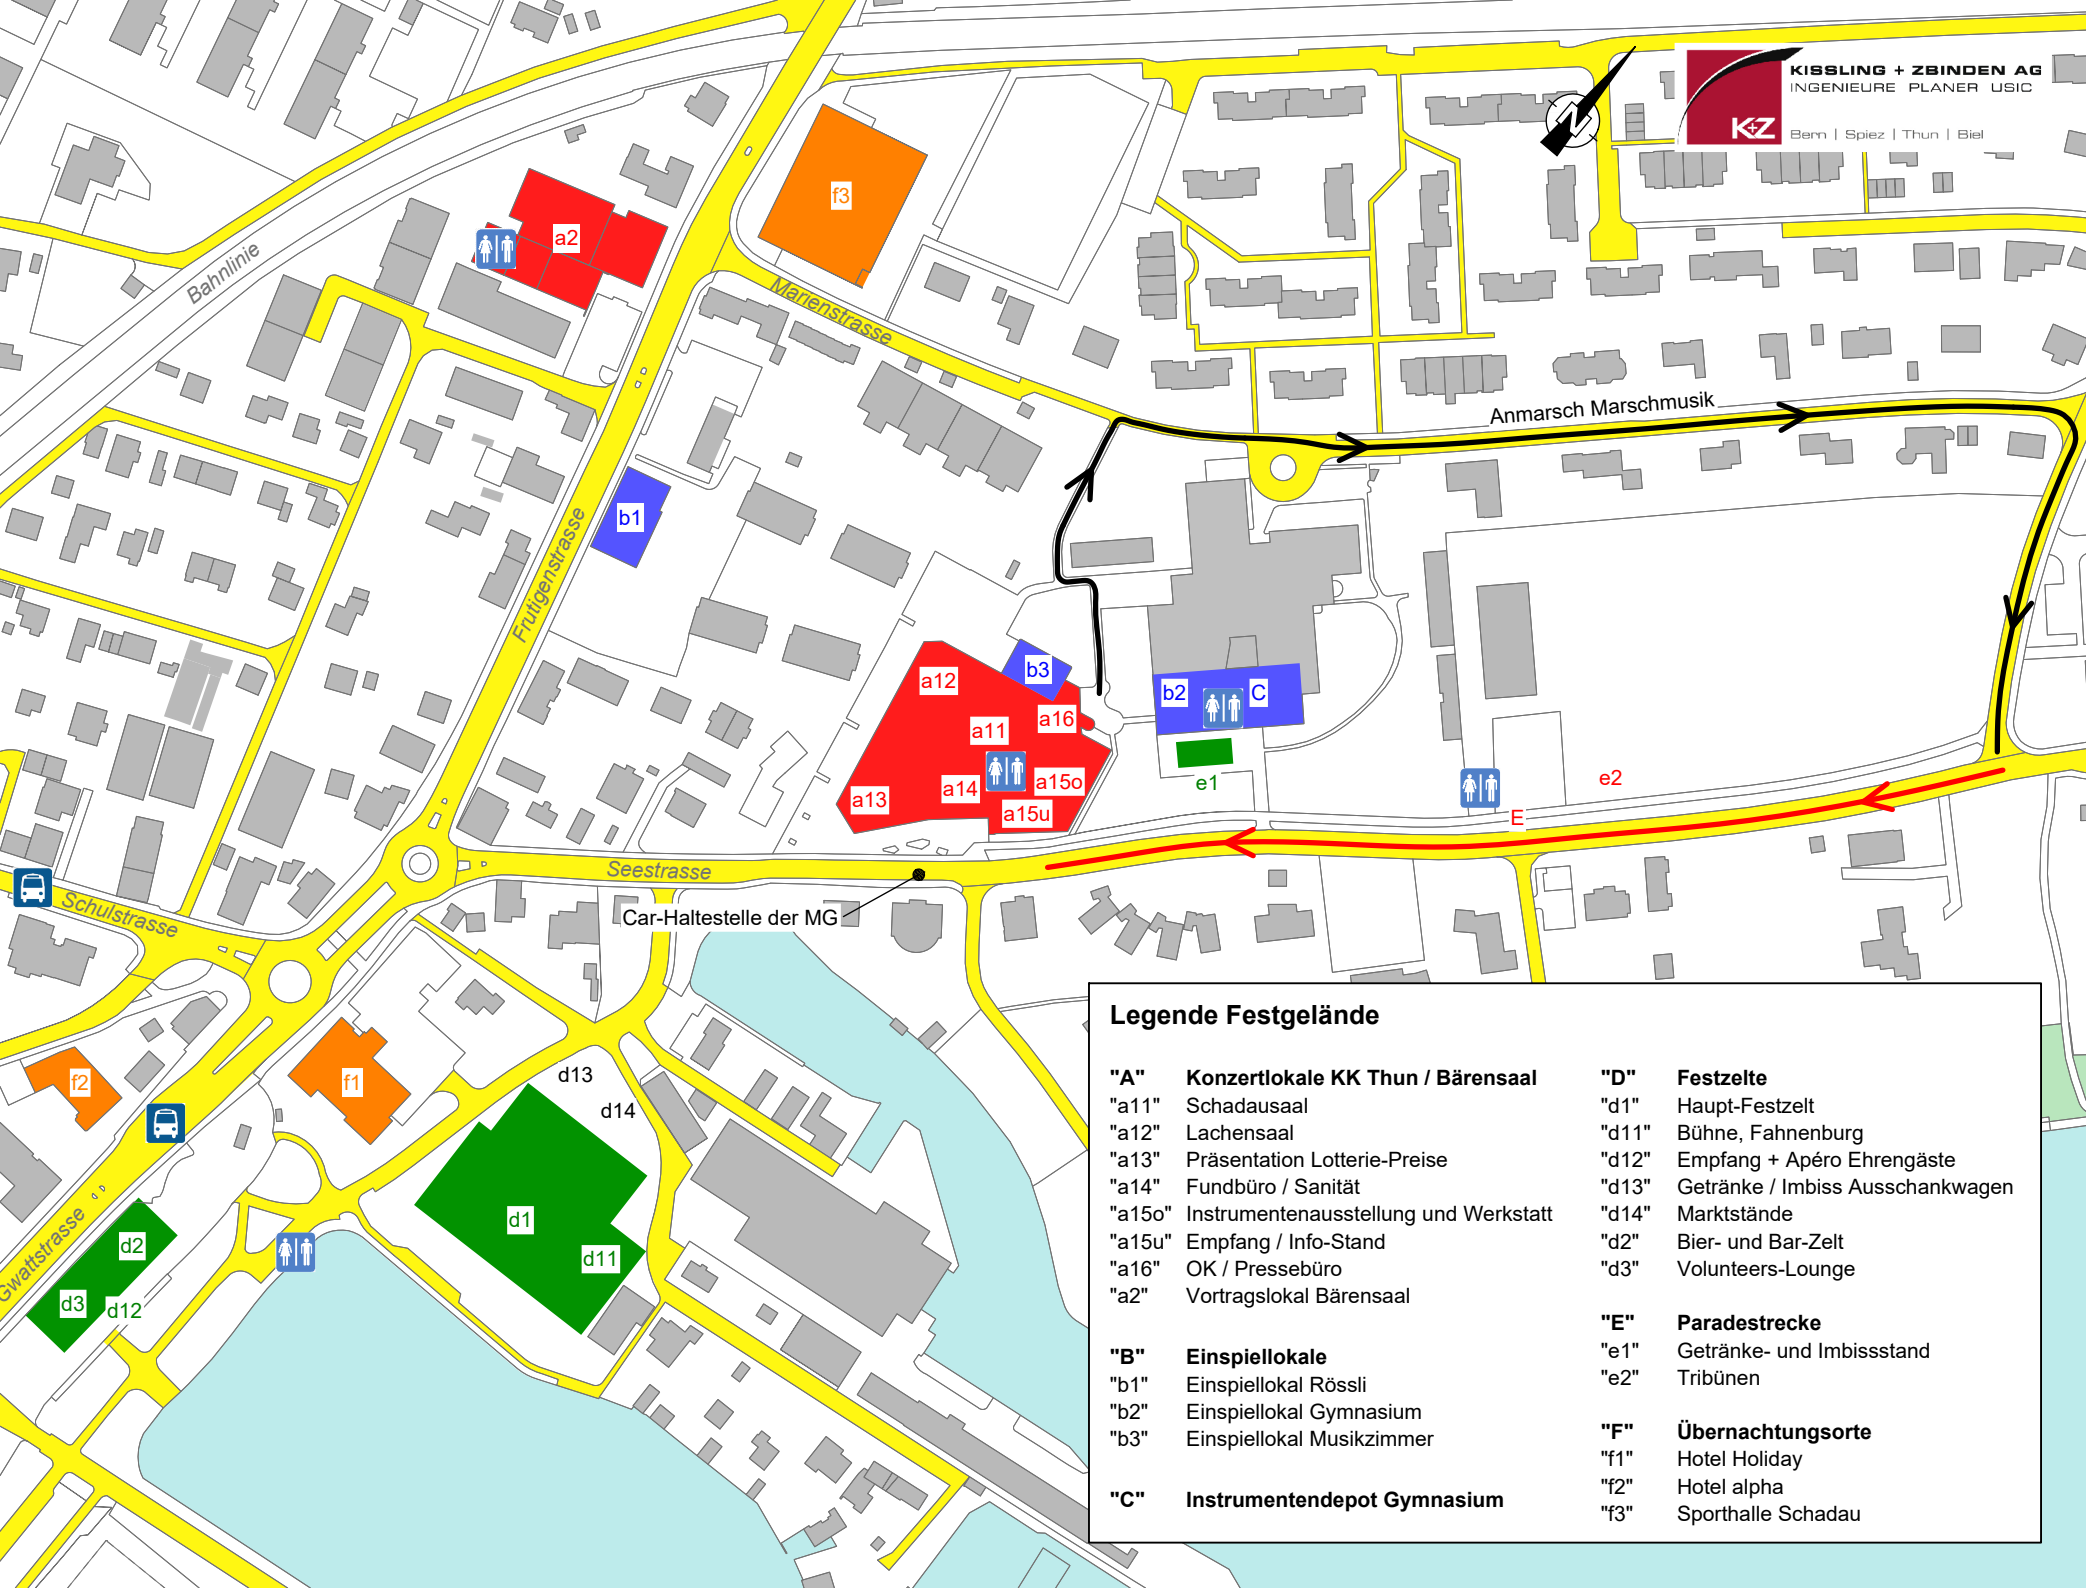 KISSLING + ZBINDEN AG
INGENIEURE PLANER USIC
K+Z
Bern | Spiez | Thun | Biel
N
f3
a2
Bahnlinie
Marienstrasse
Anmarsch Marschmusik
b1
Frutigenstrasse
b3
a12
b2
C
a16
a11
e2
e1
a14
a15o
a13
a15u
E
Seestrasse
Schulstrasse
Car-Haltestelle der MG
f2
f1
d13
d14
d1
d2
d11
Gwattstrasse
d3
d12
Legende Festgelände
"A" Konzertlokale KK Thun / Bärensaal
"a11" Schadausaal
"a12" Lachensaal
"a13" Präsentation Lotterie-Preise
"a14" Fundbüro / Sanität
"a15o" Instrumentenausstellung und Werkstatt
"a15u" Empfang / Info-Stand
"a16" OK / Pressebüro
"a2" Vortragslokal Bärensaal
"B" Einspiellokale
"b1" Einspiellokal Rössli
"b2" Einspiellokal Gymnasium
"b3" Einspiellokal Musikzimmer
"C" Instrumentendepot Gymnasium
"D" Festzelte
"d1" Haupt-Festzelt
"d11" Bühne, Fahnenburg
"d12" Empfang + Apéro Ehrengäste
"d13" Getränke / Imbiss Ausschankwagen
"d14" Marktstände
"d2" Bier- und Bar-Zelt
"d3" Volunteers-Lounge
"E" Paradestrecke
"e1" Getränke- und Imbissstand
"e2" Tribünen
"F" Übernachtungsorte
"f1" Hotel Holiday
"f2" Hotel alpha
"f3" Sporthalle Schadau